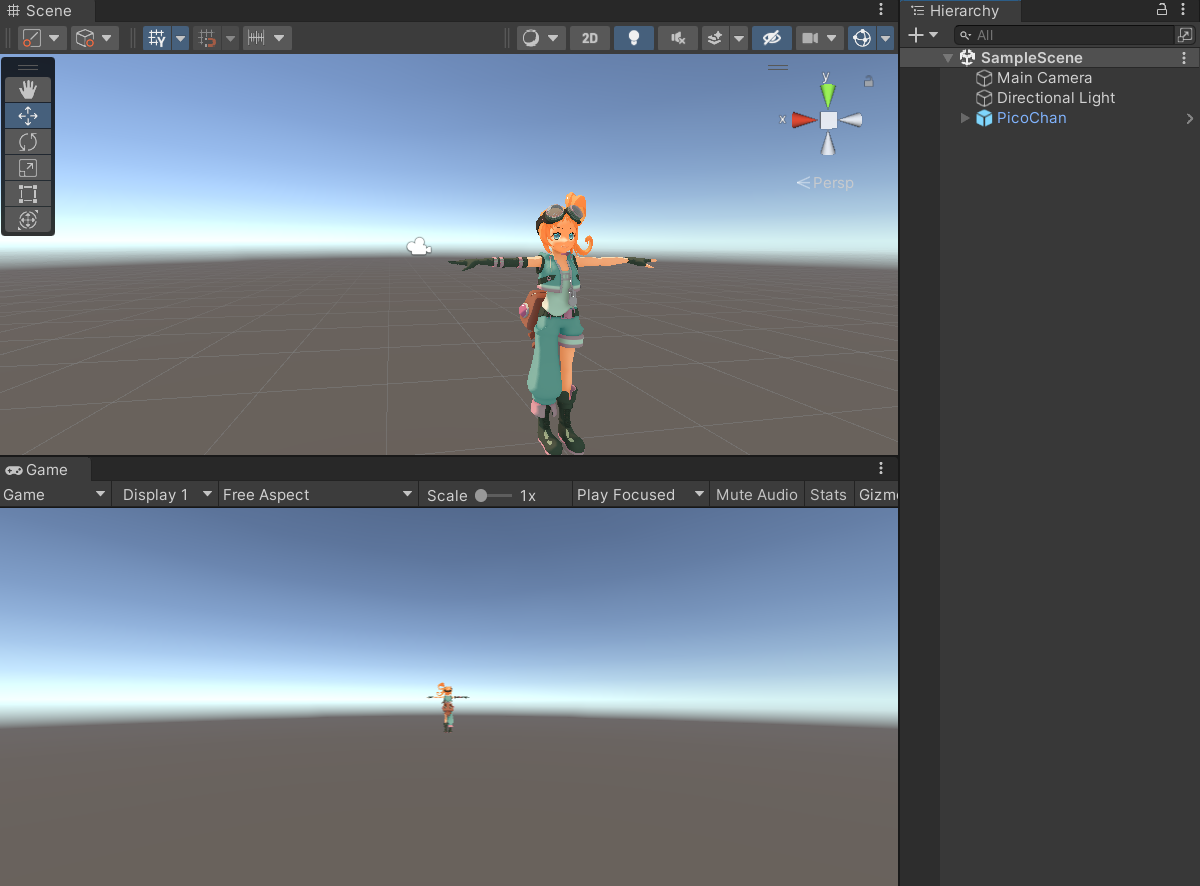 Scene
2D
y
x
Persp
Game
Game
Display 1
Free Aspect
Scale
1x
Play Focused
Mute Audio
Stats
Gizm
Hierarchy
All
SampleScene
Main Camera
Directional Light
PicoChan